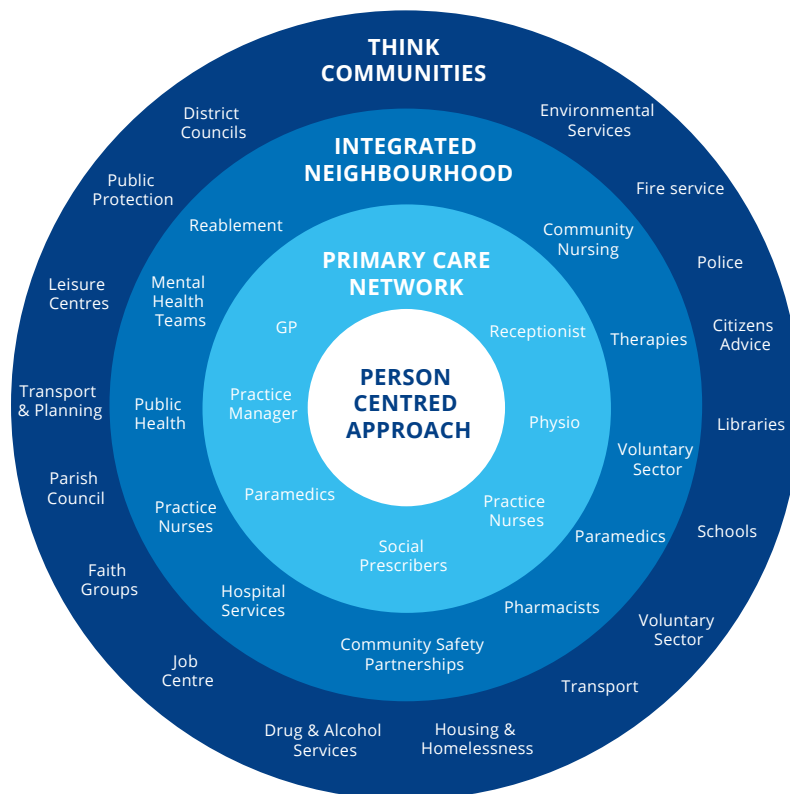 THINK
COMMUNITIES
District
Councils
Environmental
Services
Public
Protection
Fire service
Leisure
Centres
Police
Citizens
Advice
Transport
& Planning
Libraries
Parish
Council
Schools
Faith
Groups
Voluntary
Sector
Job
Centre
Transport
Drug & Alcohol
Services
Housing &
Homelessness
INTEGRATED
NEIGHBOURHOOD
Reablement
Community
Nursing
Mental
Health
Teams
Therapies
Public
Health
Voluntary
Sector
Practice
Nurses
Paramedics
Hospital
Services
Pharmacists
Community Safety
Partnerships
PRIMARY CARE
NETWORK
GP
Receptionist
Practice
Manager
Physio
Paramedics
Practice
Nurses
Social
Prescribers
PERSON
CENTRED
APPROACH